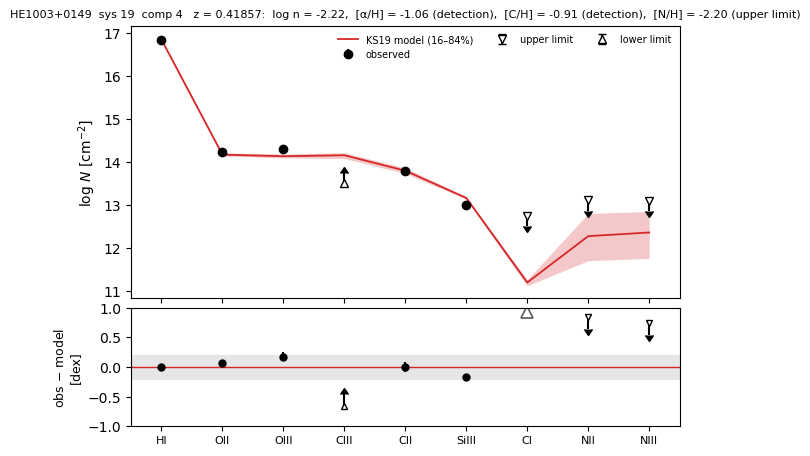 HE1003+0149 sys 19 comp 4 z = 0.41857: log n = -2.22, [α/H] = -1.06 (detection), [C/H] = -0.91 (detection), [N/H] = -2.20 (upper limit)
17
16
15
14
13
12
11
log N [cm⁻²]
KS19 model (16–84%)
observed
upper limit
lower limit
1.0
0.5
0.0
−0.5
−1.0
obs − model
[dex]
HI OII OIII CIII CII SiIII CI NII NIII